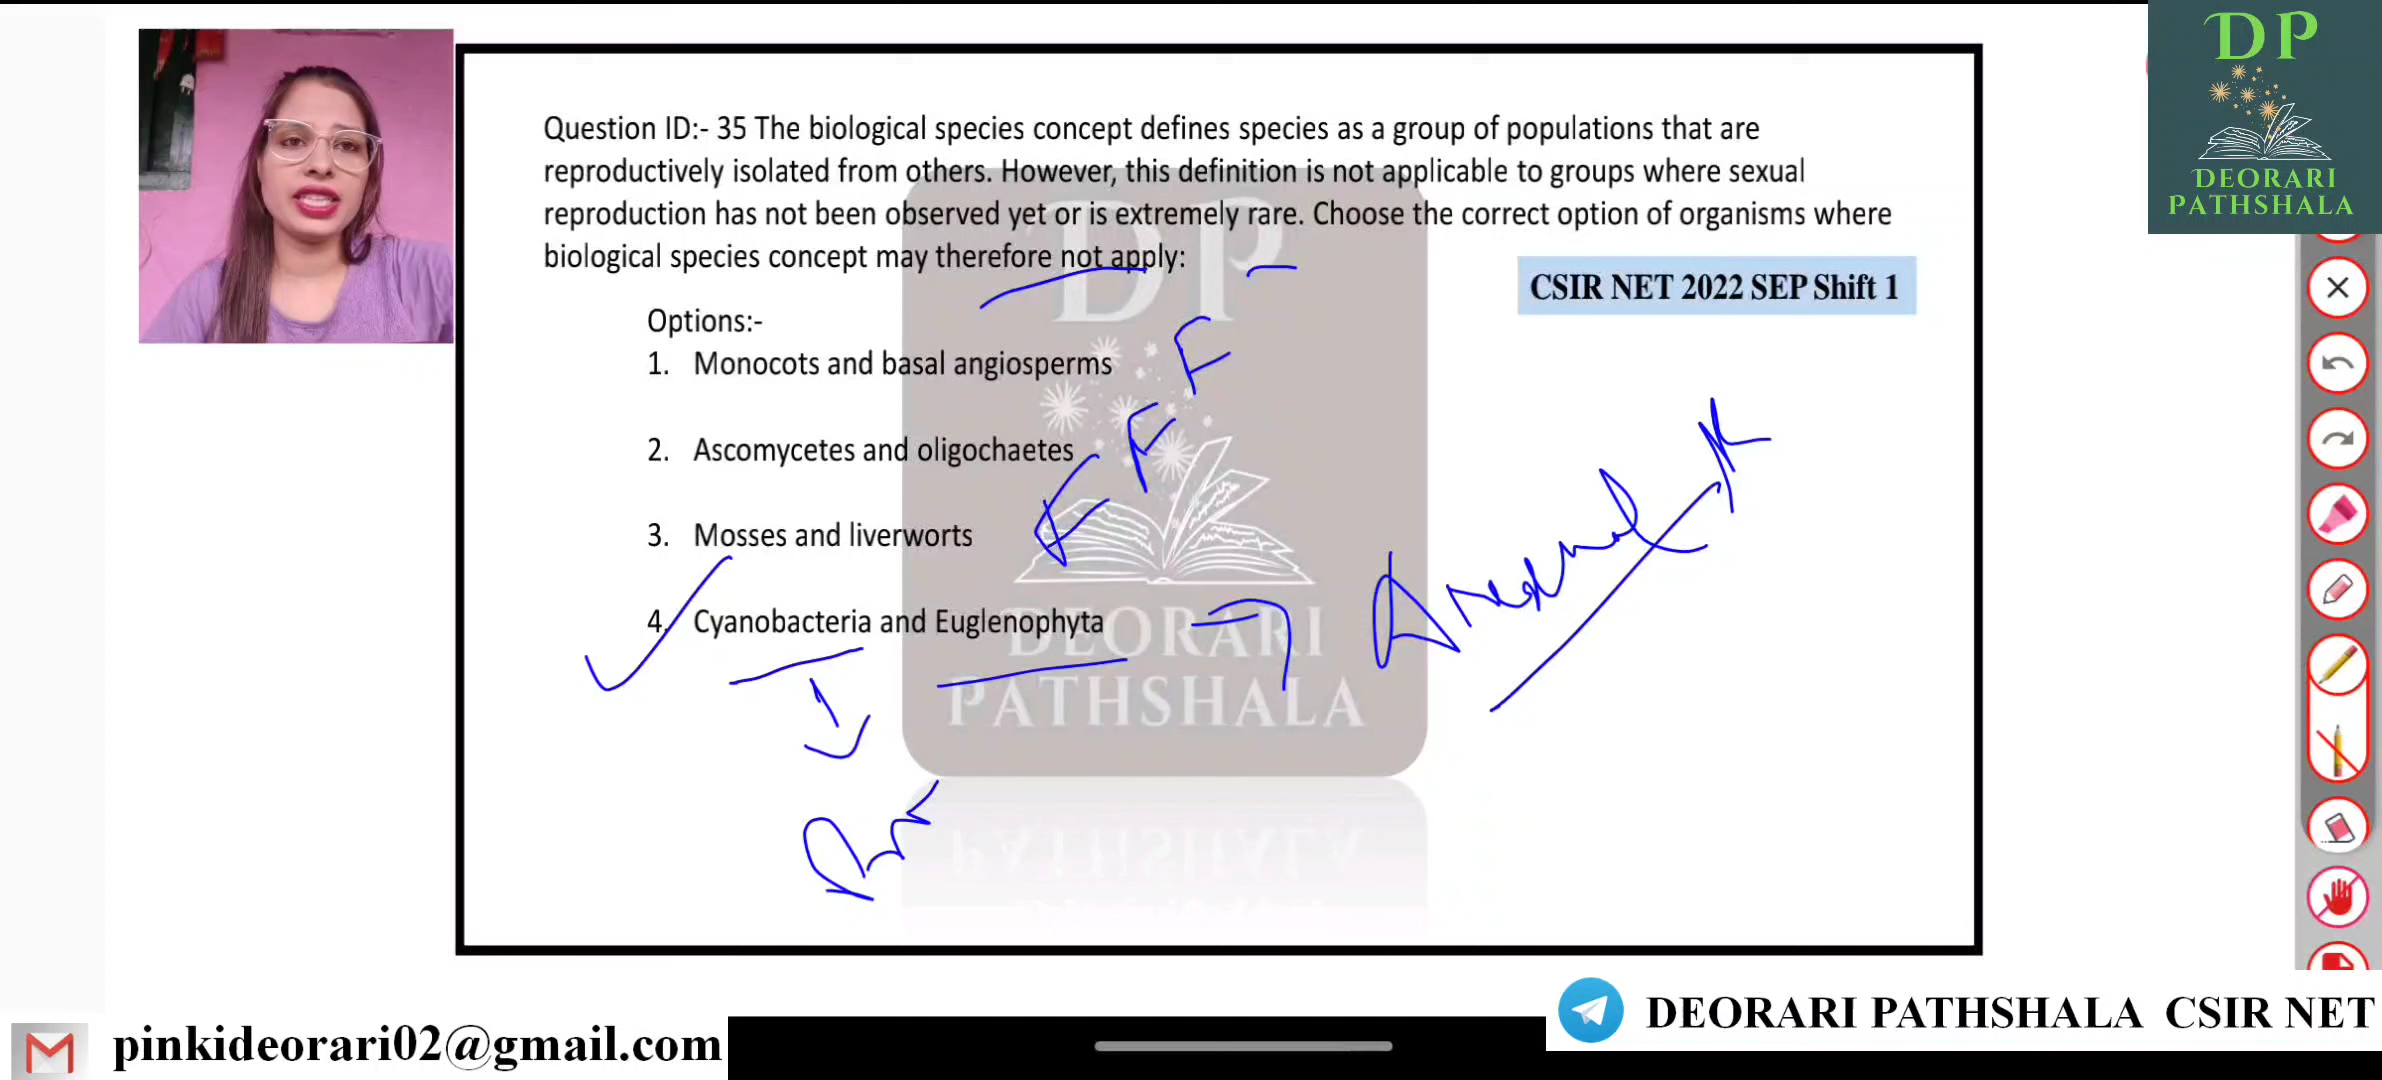 DP
DEORARI
PATHSHALA
Question ID:- 35 The biological species concept defines species as a group of populations that are
reproductively isolated from others. However, this definition is not applicable to groups where sexual
reproduction has not been observed yet or is extremely rare. Choose the correct option of organisms where
biological species concept may therefore not apply:
CSIR NET 2022 SEP Shift 1
Options:-
1. Monocots and basal angiosperms
F
2. Ascomycetes and oligochaetes
F
3. Mosses and liverworts
F
4. Cyanobacteria and Euglenophyta
DP
DEORARI
PATHSHALA
DEORARI PATHSHALA CSIR NET
pinkideorari02@gmail.com